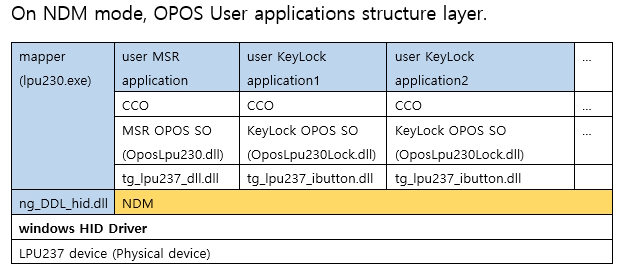 On NDM mode, OPOS User applications structure layer.
mapper
(lpu230.exe)
user MSR
application
user KeyLock
application1
user KeyLock
application2
...
CCO
CCO
CCO
...
MSR OPOS SO
(OposLpu230.dll)
KeyLock OPOS SO
(OposLpu230Lock.dll)
KeyLock OPOS SO
(OposLpu230Lock.dll)
...
tg_lpu237_dll.dll
tg_lpu237_ibutton.dll
tg_lpu237_ibutton.dll
ng_DDL_hid.dll
NDM
windows HID Driver
LPU237 device (Physical device)